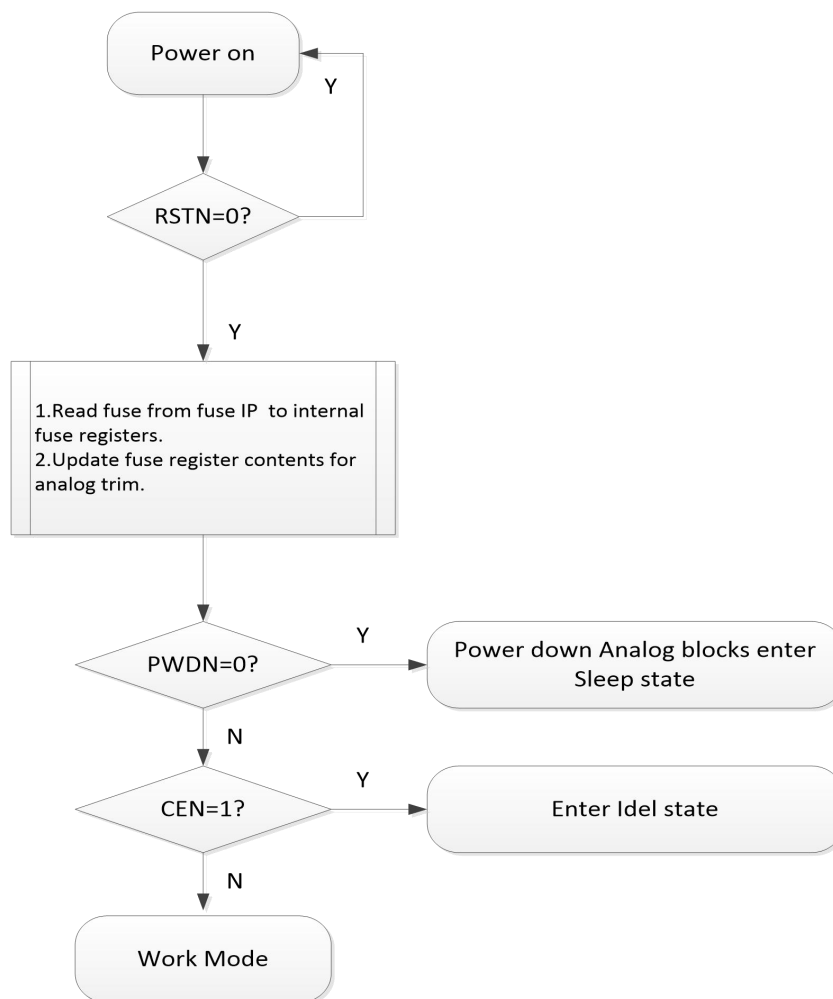 Power on
Y
RSTN=0?
Y
1.Read fuse from fuse IP to internal
fuse registers.
2.Update fuse register contents for
analog trim.
PWDN=0?
Y
Power down Analog blocks enter
Sleep state
N
CEN=1?
Y
Enter Idel state
N
Work Mode